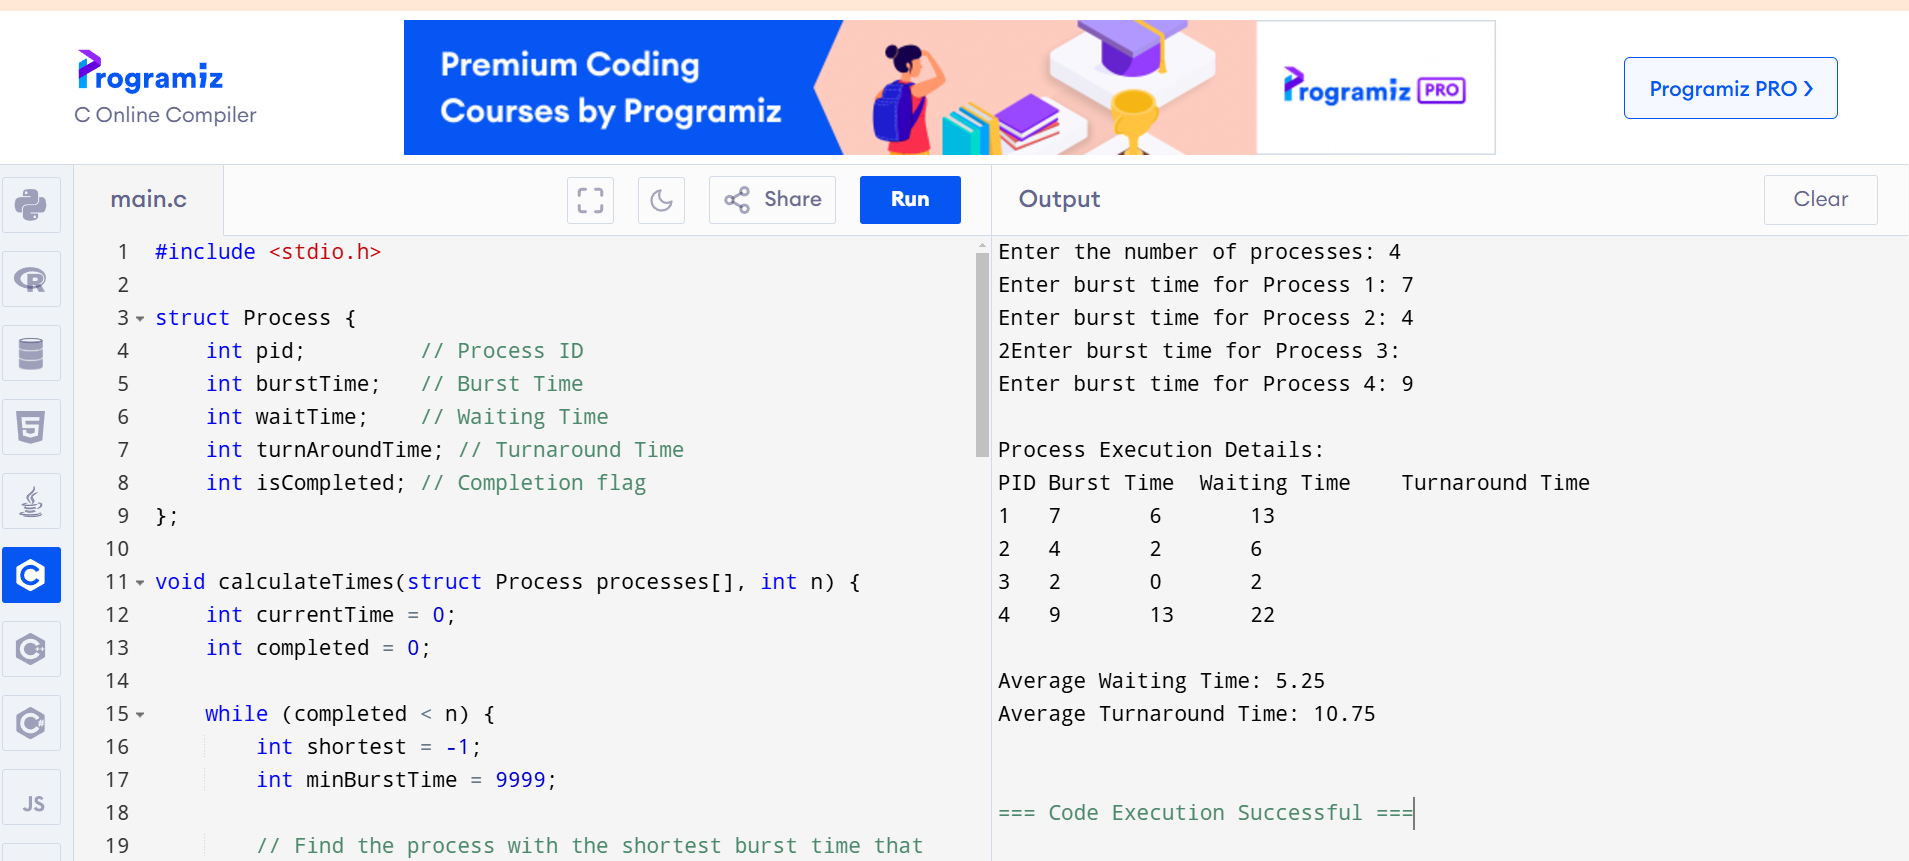 Programiz
C Online Compiler
Premium Coding
Courses by Programiz
Programiz PRO
Programiz PRO ❯
main.c
Share
Run
Output
Clear
JS
1 #include <stdio.h>
2
3 struct Process {
4     int pid;         // Process ID
5     int burstTime;   // Burst Time
6     int waitTime;    // Waiting Time
7     int turnAroundTime; // Turnaround Time
8     int isCompleted; // Completion flag
9 };
10
11 void calculateTimes(struct Process processes[], int n) {
12     int currentTime = 0;
13     int completed = 0;
14
15     while (completed < n) {
16         int shortest = -1;
17         int minBurstTime = 9999;
18
19         // Find the process with the shortest burst time that
Enter the number of processes: 4
Enter burst time for Process 1: 7
Enter burst time for Process 2: 4
2Enter burst time for Process 3:
Enter burst time for Process 4: 9
Process Execution Details:
PID Burst Time  Waiting Time    Turnaround Time
1   7       6       13
2   4       2       6
3   2       0       2
4   9       13      22
Average Waiting Time: 5.25
Average Turnaround Time: 10.75
=== Code Execution Successful ===